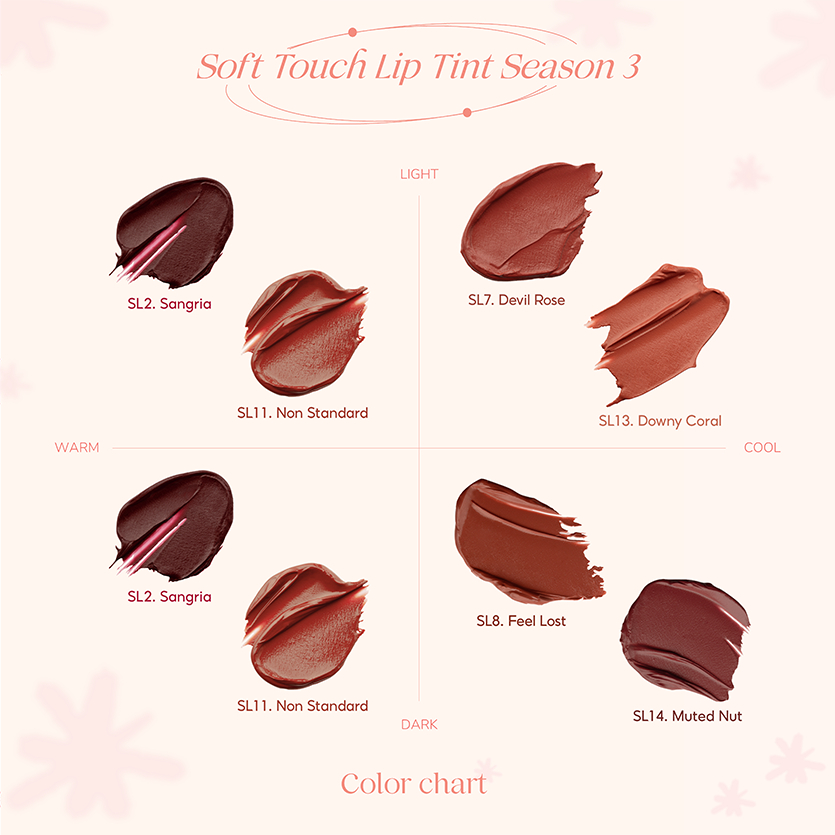 Soft Touch Lip Tint Season 3
LIGHT
SL2. Sangria
SL7. Devil Rose
SL11. Non Standard
SL13. Downy Coral
WARM
COOL
SL2. Sangria
SL8. Feel Lost
SL11. Non Standard
SL14. Muted Nut
DARK
Color chart